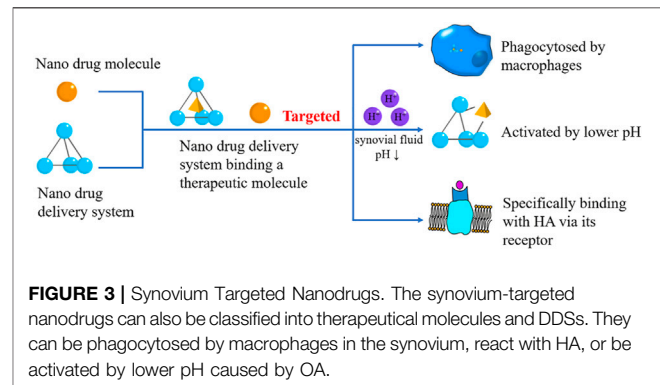 Nano drug molecule
Nano drug
delivery system
Nano drug delivery
system binding a
therapeutic molecule
Targeted
H⁺
H⁺ H⁺
synovial fluid
pH ↓
Phagocytosed by
macrophages
Activated by lower pH
Specifically binding
with HA via its
receptor
FIGURE 3 | Synovium Targeted Nanodrugs. The synovium-targeted
nanodrugs can also be classified into therapeutical molecules and DDSs. They
can be phagocytosed by macrophages in the synovium, react with HA, or be
activated by lower pH caused by OA.